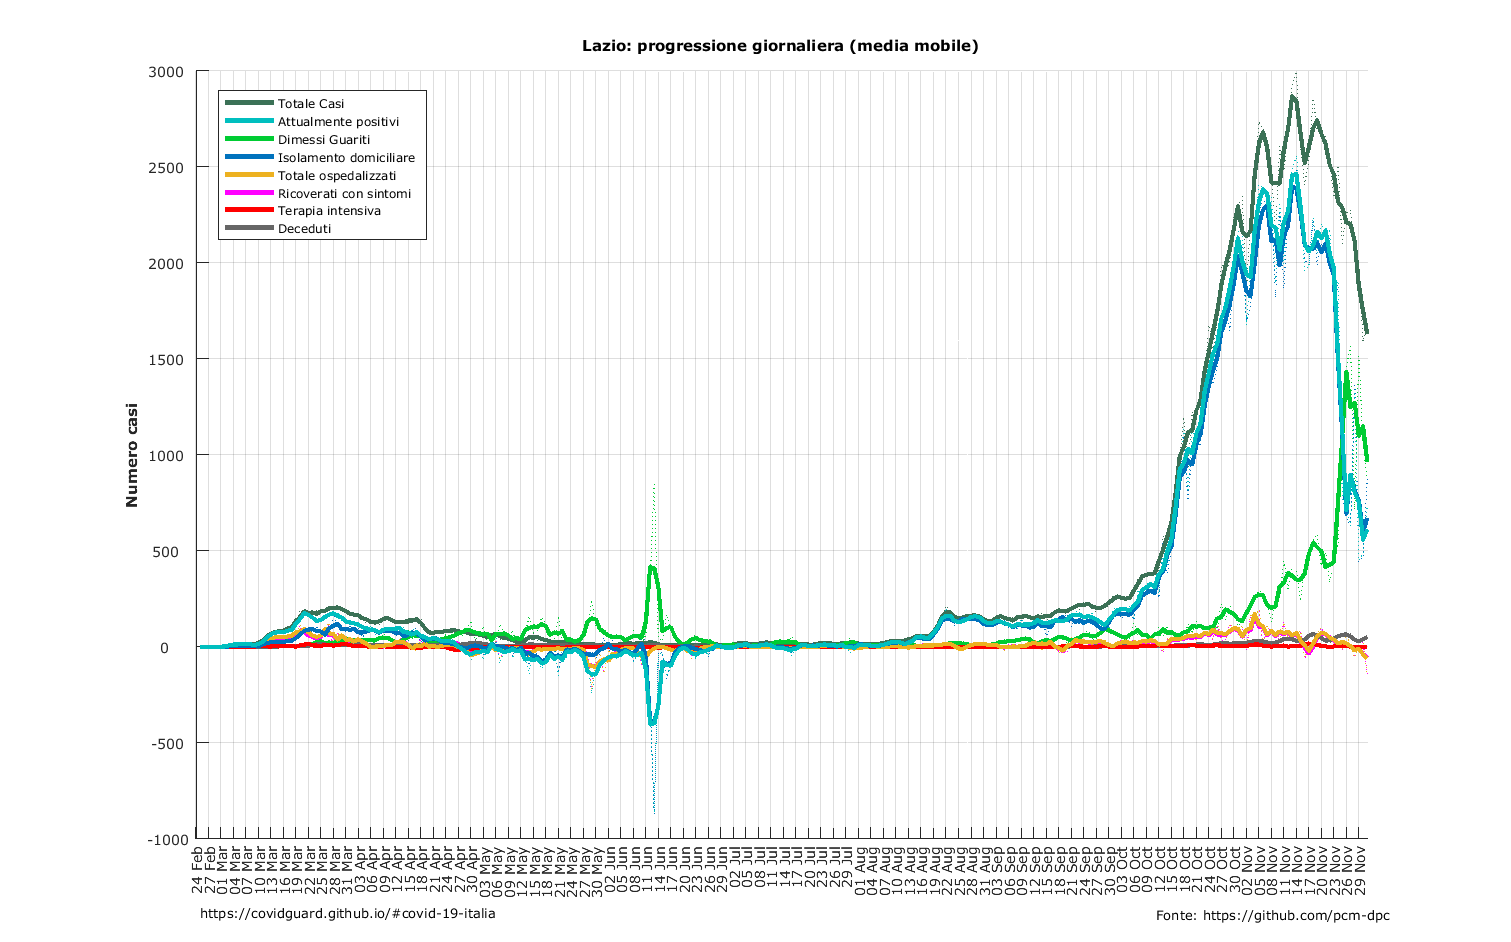 Lazio: progressione giornaliera (media mobile)
3000
2500
2000
1500
1000
500
0
-500
-1000
Numero casi
Totale Casi
Attualmente positivi
Dimessi Guariti
Isolamento domiciliare
Totale ospedalizzati
Ricoverati con sintomi
Terapia intensiva
Deceduti
24 Feb
27 Feb
01 Mar
04 Mar
07 Mar
10 Mar
13 Mar
16 Mar
19 Mar
22 Mar
25 Mar
28 Mar
31 Mar
03 Apr
06 Apr
09 Apr
12 Apr
15 Apr
18 Apr
21 Apr
24 Apr
27 Apr
30 Apr
03 May
06 May
09 May
12 May
15 May
18 May
21 May
24 May
27 May
30 May
02 Jun
05 Jun
08 Jun
11 Jun
14 Jun
17 Jun
20 Jun
23 Jun
26 Jun
29 Jun
02 Jul
05 Jul
08 Jul
11 Jul
14 Jul
17 Jul
20 Jul
23 Jul
26 Jul
29 Jul
01 Aug
04 Aug
07 Aug
10 Aug
13 Aug
16 Aug
19 Aug
22 Aug
25 Aug
28 Aug
31 Aug
03 Sep
06 Sep
09 Sep
12 Sep
15 Sep
18 Sep
21 Sep
24 Sep
27 Sep
30 Sep
03 Oct
06 Oct
09 Oct
12 Oct
15 Oct
18 Oct
21 Oct
24 Oct
27 Oct
30 Oct
02 Nov
05 Nov
08 Nov
11 Nov
14 Nov
17 Nov
20 Nov
23 Nov
26 Nov
29 Nov
https://covidguard.github.io/#covid-19-italia
Fonte: https://github.com/pcm-dpc